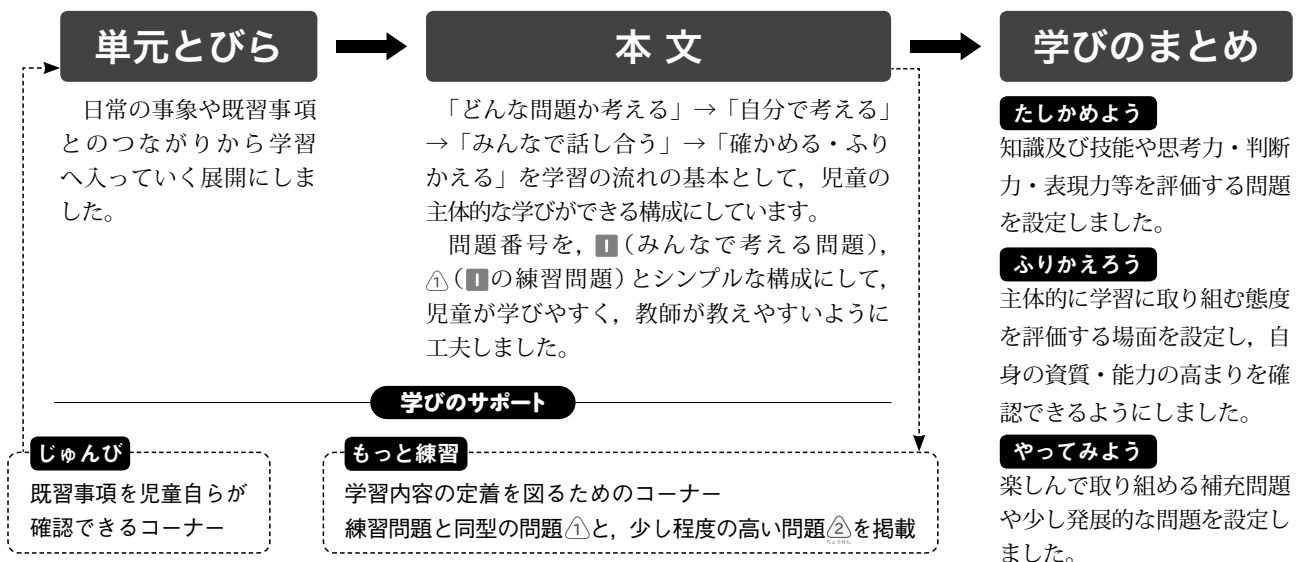 単元とびら
日常の事象や既習事項
とのつながりから学習
へ入っていく展開にしま
した。
本文
「どんな問題か考える」→「自分で考える」
→「みんなで話し合う」→「確かめる・ふり
かえる」を学習の流れの基本として，児童の
主体的な学びができる構成にしています。
問題番号を，1（みんなで考える問題），
①（1の練習問題）とシンプルな構成にして，
児童が学びやすく，教師が教えやすいように
工夫しました。
学びのまとめ
たしかめよう
知識及び技能や思考力・判断
力・表現力等を評価する問題
を設定しました。
ふりかえろう
主体的に学習に取り組む態度
を評価する場面を設定し，自
身の資質・能力の高まりを確
認できるようにしました。
やってみよう
楽しんで取り組める補充問題
や少し発展的な問題を設定し
ました。
学びのサポート
じゅんび
既習事項を児童自らが
確認できるコーナー
もっと練習
学習内容の定着を図るためのコーナー
練習問題と同型の問題①と，少し程度の高い問題②を掲載
ちょうせん